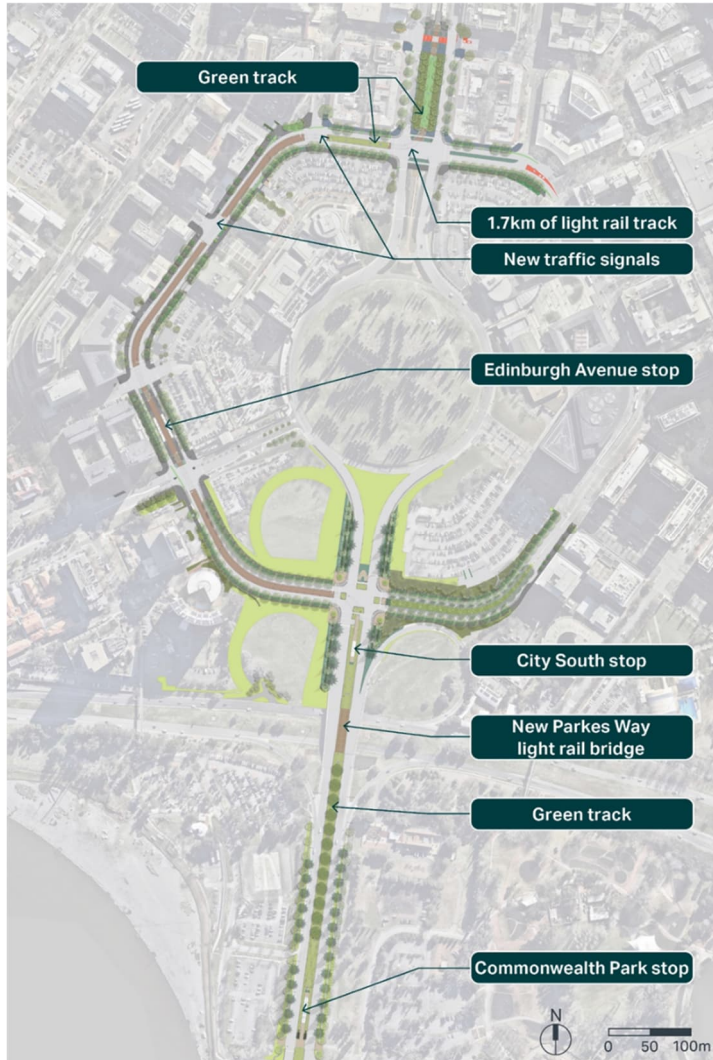 Green track
1.7km of light rail track
New traffic signals
Edinburgh Avenue stop
City South stop
New Parkes Way
light rail bridge
Green track
Commonwealth Park stop
N
0 50 100m